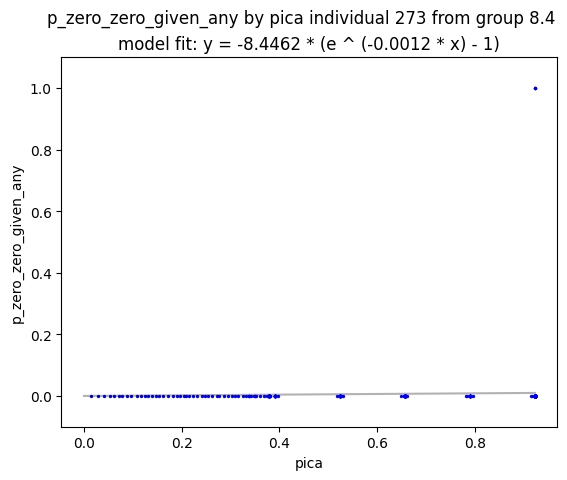 p_zero_zero_given_any by pica individual 273 from group 8.4
model fit: y = -8.4462 * (e ^ (-0.0012 * x) - 1)
1.0
0.8
0.6
0.4
0.2
0.0
p_zero_zero_given_any
0.0 0.2 0.4 0.6 0.8
pica